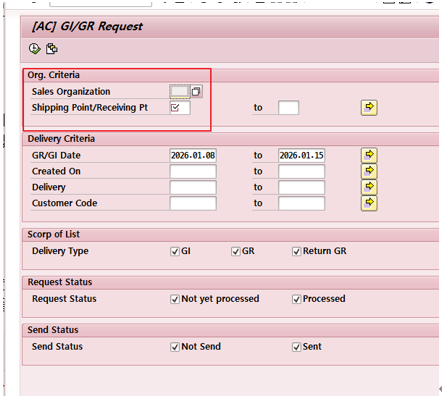 [AC] GI/GR Request
Org. Criteria
Sales Organization
Shipping Point/Receiving Pt to
Delivery Criteria
GR/GI Date 2026.01.08 to 2026.01.15
Created On to
Delivery to
Customer Code to
Scorp of List
Delivery Type GI GR Return GR
Request Status
Request Status Not yet processed Processed
Send Status
Send Status Not Send Sent